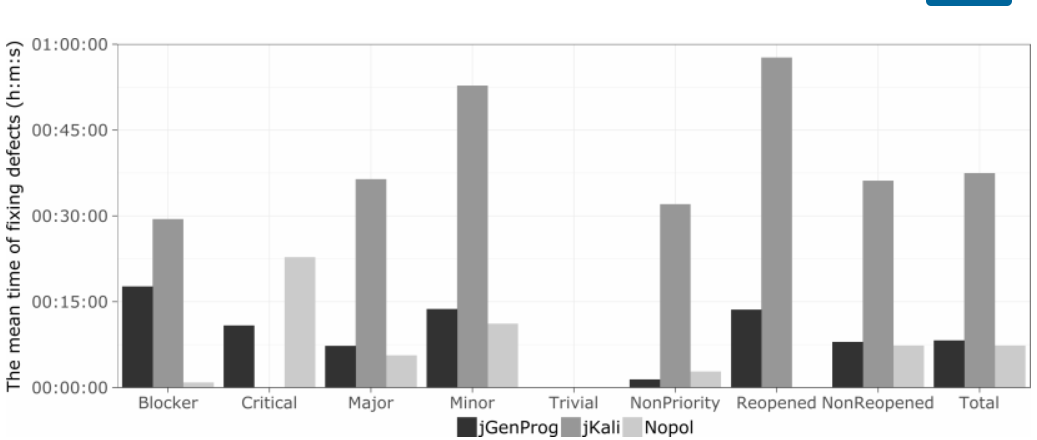 The mean time of fixing defects (h:m:s)
01:00:00
00:45:00
00:30:00
00:15:00
00:00:00
Blocker Critical Major Minor Trivial NonPriority Reopened NonReopened Total
jGenProg jKali Nopol